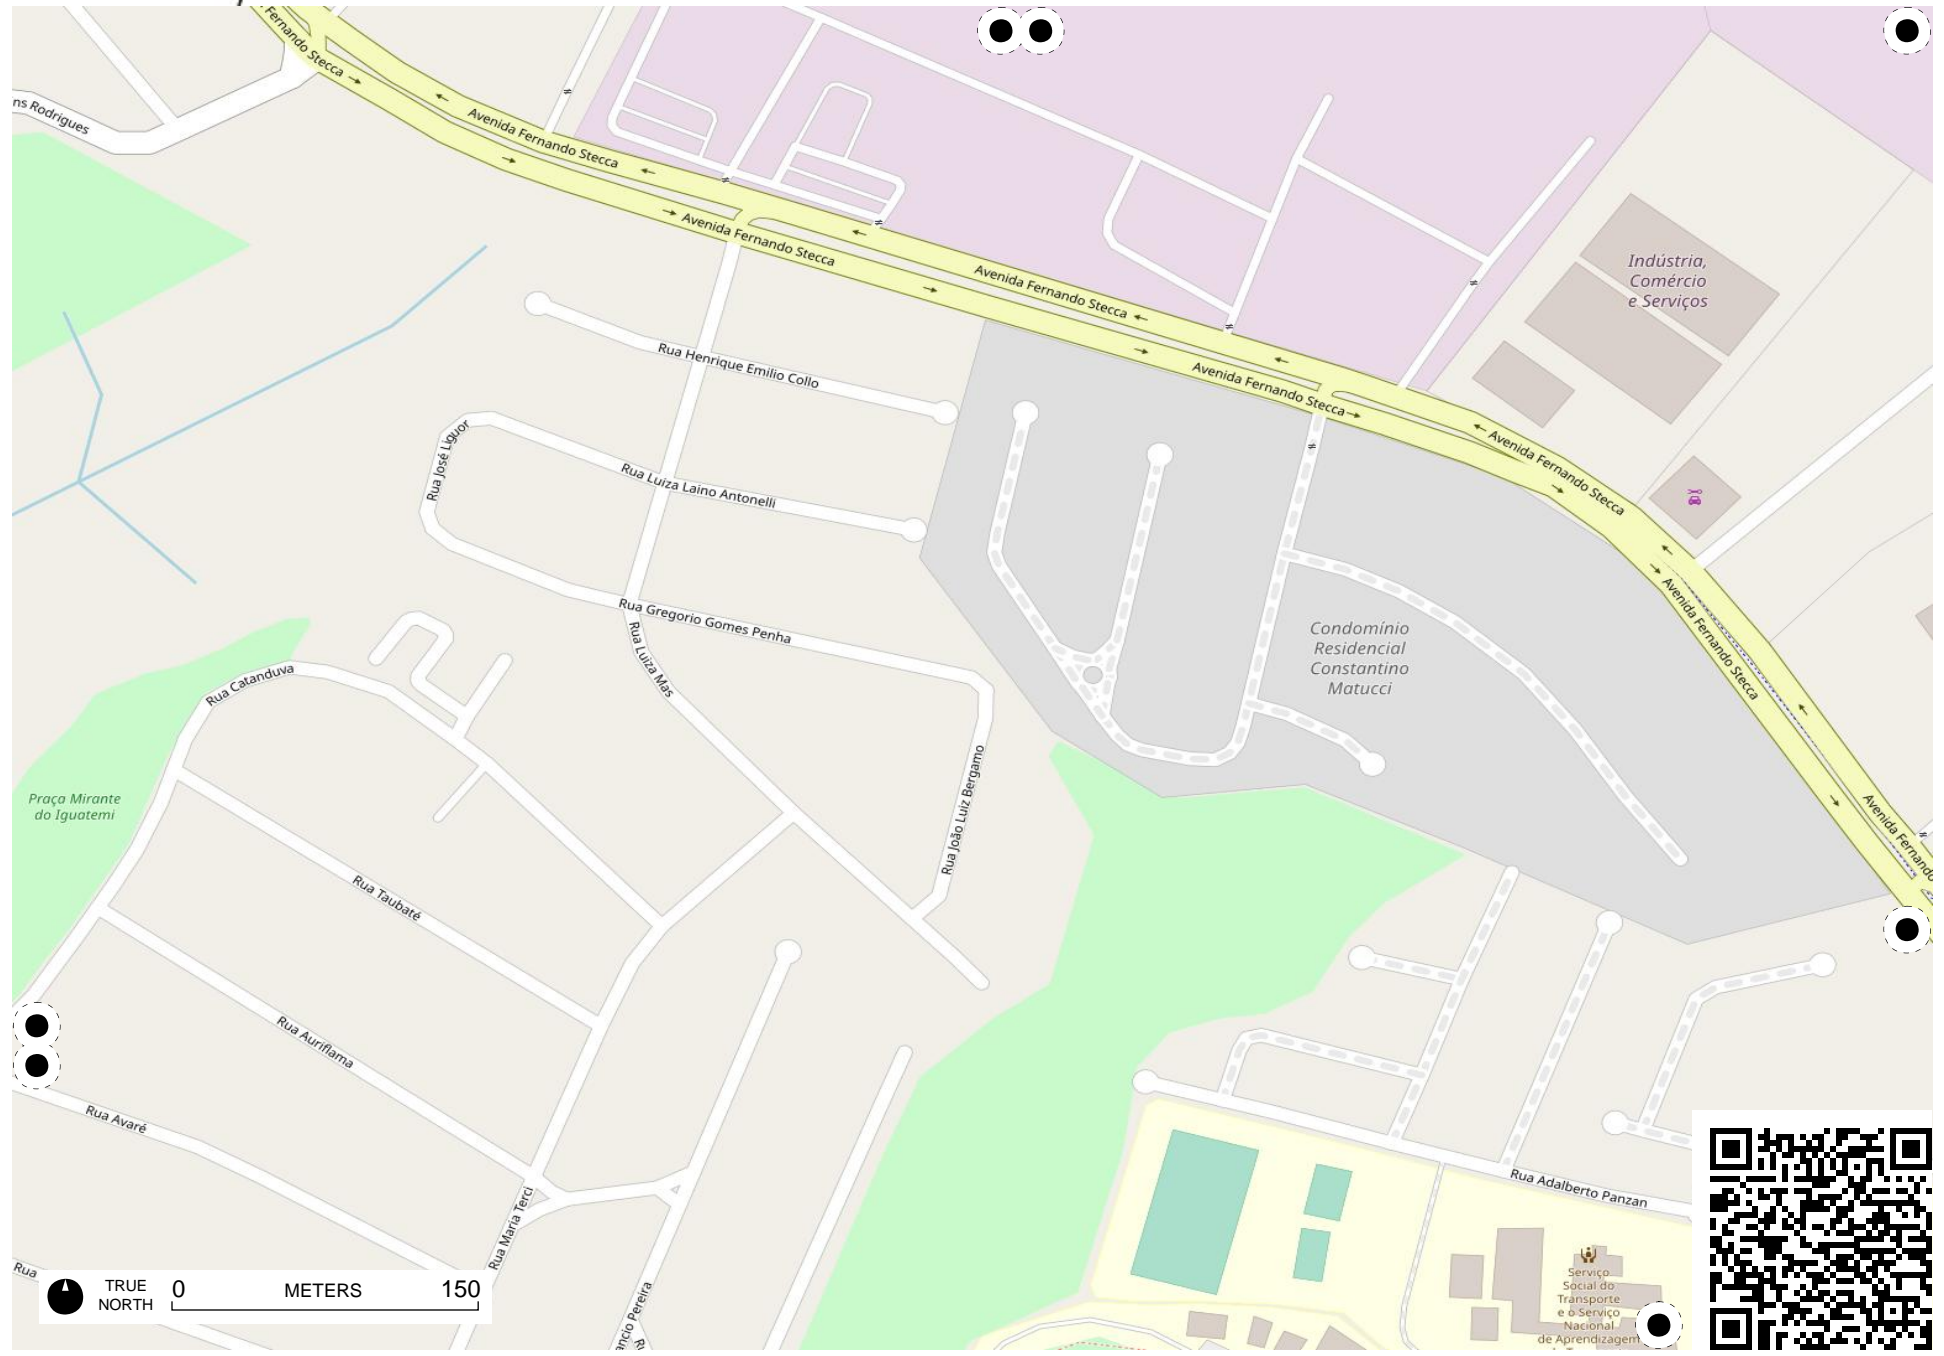 Fernando Stecca
ns Rodrigues
Avenida Fernando Stecca
Avenida Fernando Stecca
Avenida Fernando Stecca
Avenida Fernando Stecca
Avenida Fernando Stecca
Avenida Fernando Stecca
Avenida Fernando
Indústria,
Comércio
e Serviços
Rua Henrique Emilio Collo
Rua José Liguor
Rua Luiza Laino Antonelli
Rua Gregorio Gomes Penha
Rua Luiza Mas
Condomínio
Residencial
Constantino
Matucci
Rua Catanduva
Rua João Luiz Bergamo
Praça Mirante
do Iguatemi
Rua Taubaté
Rua Auriflama
Rua Avaré
Rua Maria Terci
Rua Adalberto Panzan
Rua
ancio Pereira
Ru
Serviço
Social do
Transporte
e o Serviço
Nacional
de Aprendizagem
TRUE
NORTH
0 METERS 150